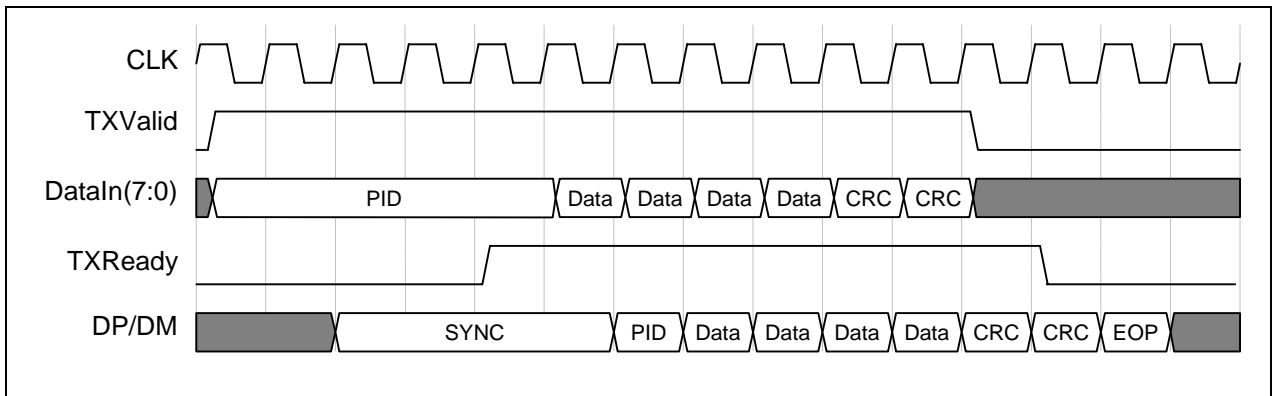 CLK
TXValid
DataIn(7:0) PID Data Data Data Data CRC CRC
TXReady
DP/DM SYNC PID Data Data Data Data CRC CRC EOP